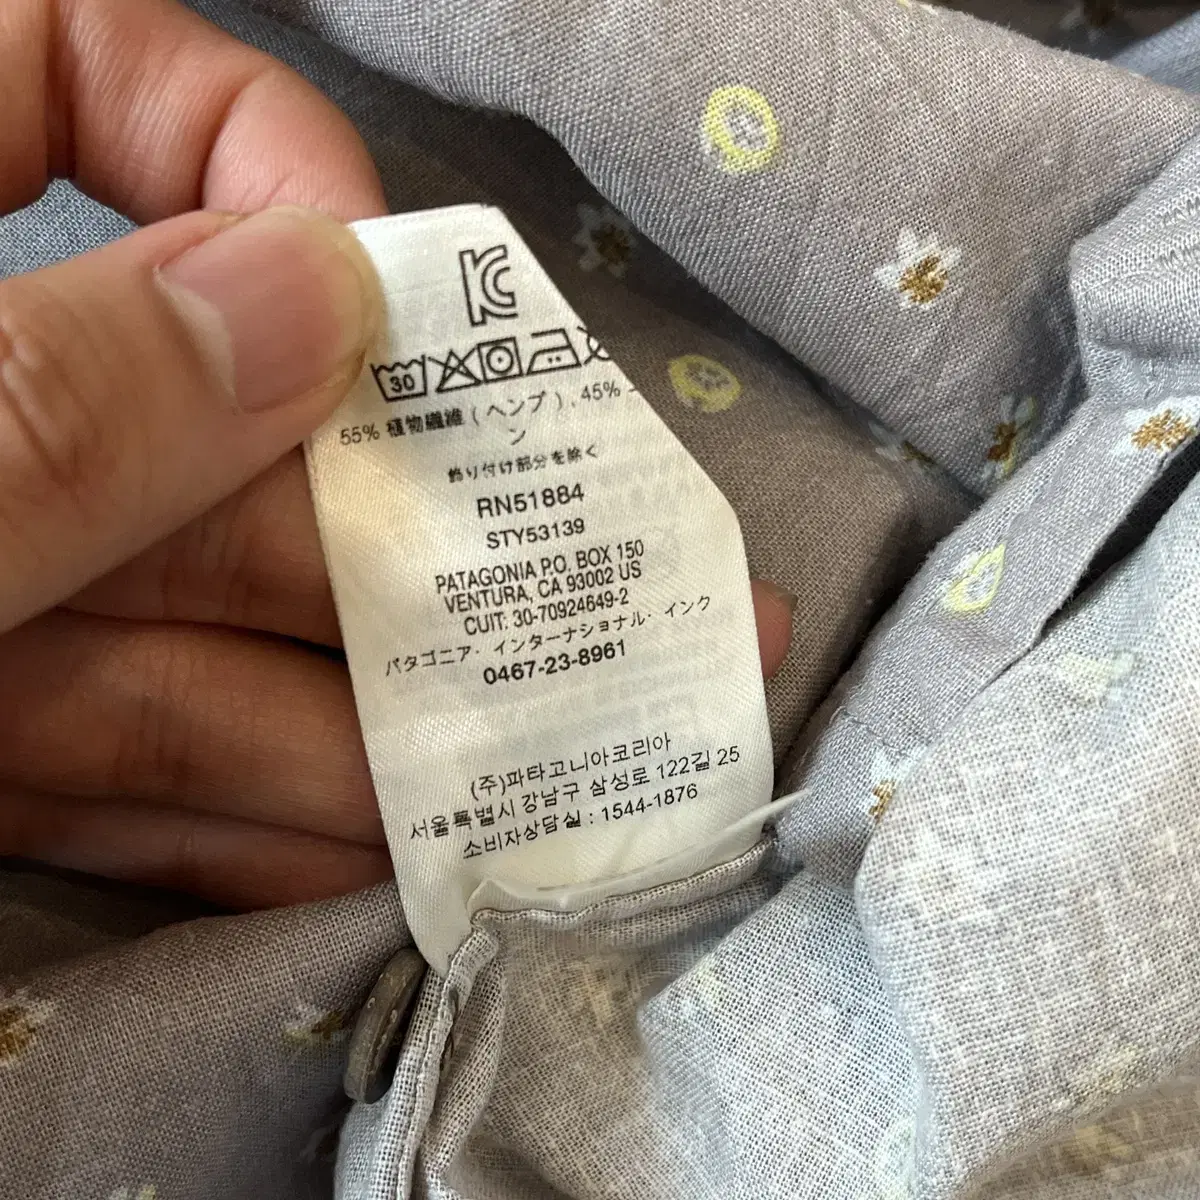 KC
30
55% 植物繊維 (ヘンプ), 45%
ン
飾り付け部分を除く
RN51884
STY53139
PATAGONIA P.O. BOX 150
VENTURA, CA 93002 US
CUIT: 30-70924649-2
パタゴニア・インターナショナル・インク
0467-23-8961
(주)파타고니아코리아
서울특별시 강남구 삼성로 122길 25
소비자상담실 : 1544-1876